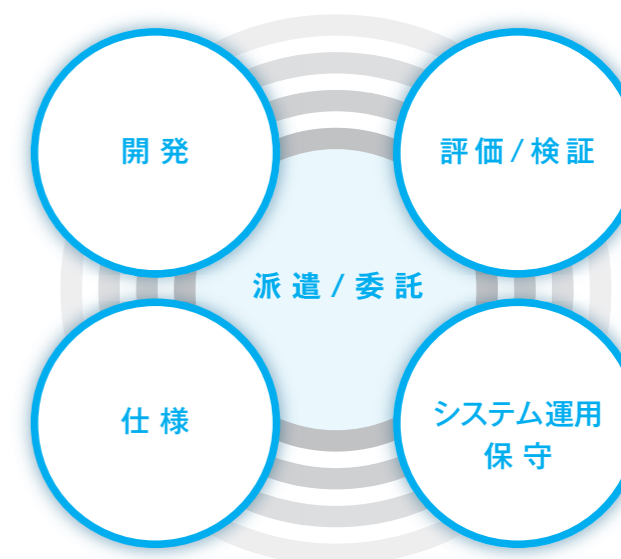 開発
評価/検証
派遣/委託
仕様
システム運用
保守